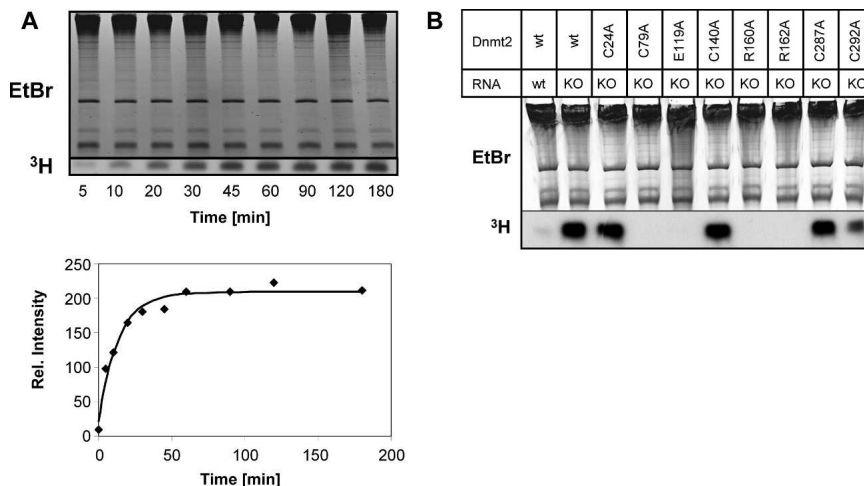 A
EtBr
³H
5 10 20 30 45 60 90 120 180
Time [min]
250
200
150
100
50
0
Rel. Intensity
0 50 100 150 200
Time [min]
B
Dnmt2 wt wt C24A C79A E119A C140A R160A R162A C287A C292A
RNA wt KO KO KO KO KO KO KO KO KO
EtBr
³H